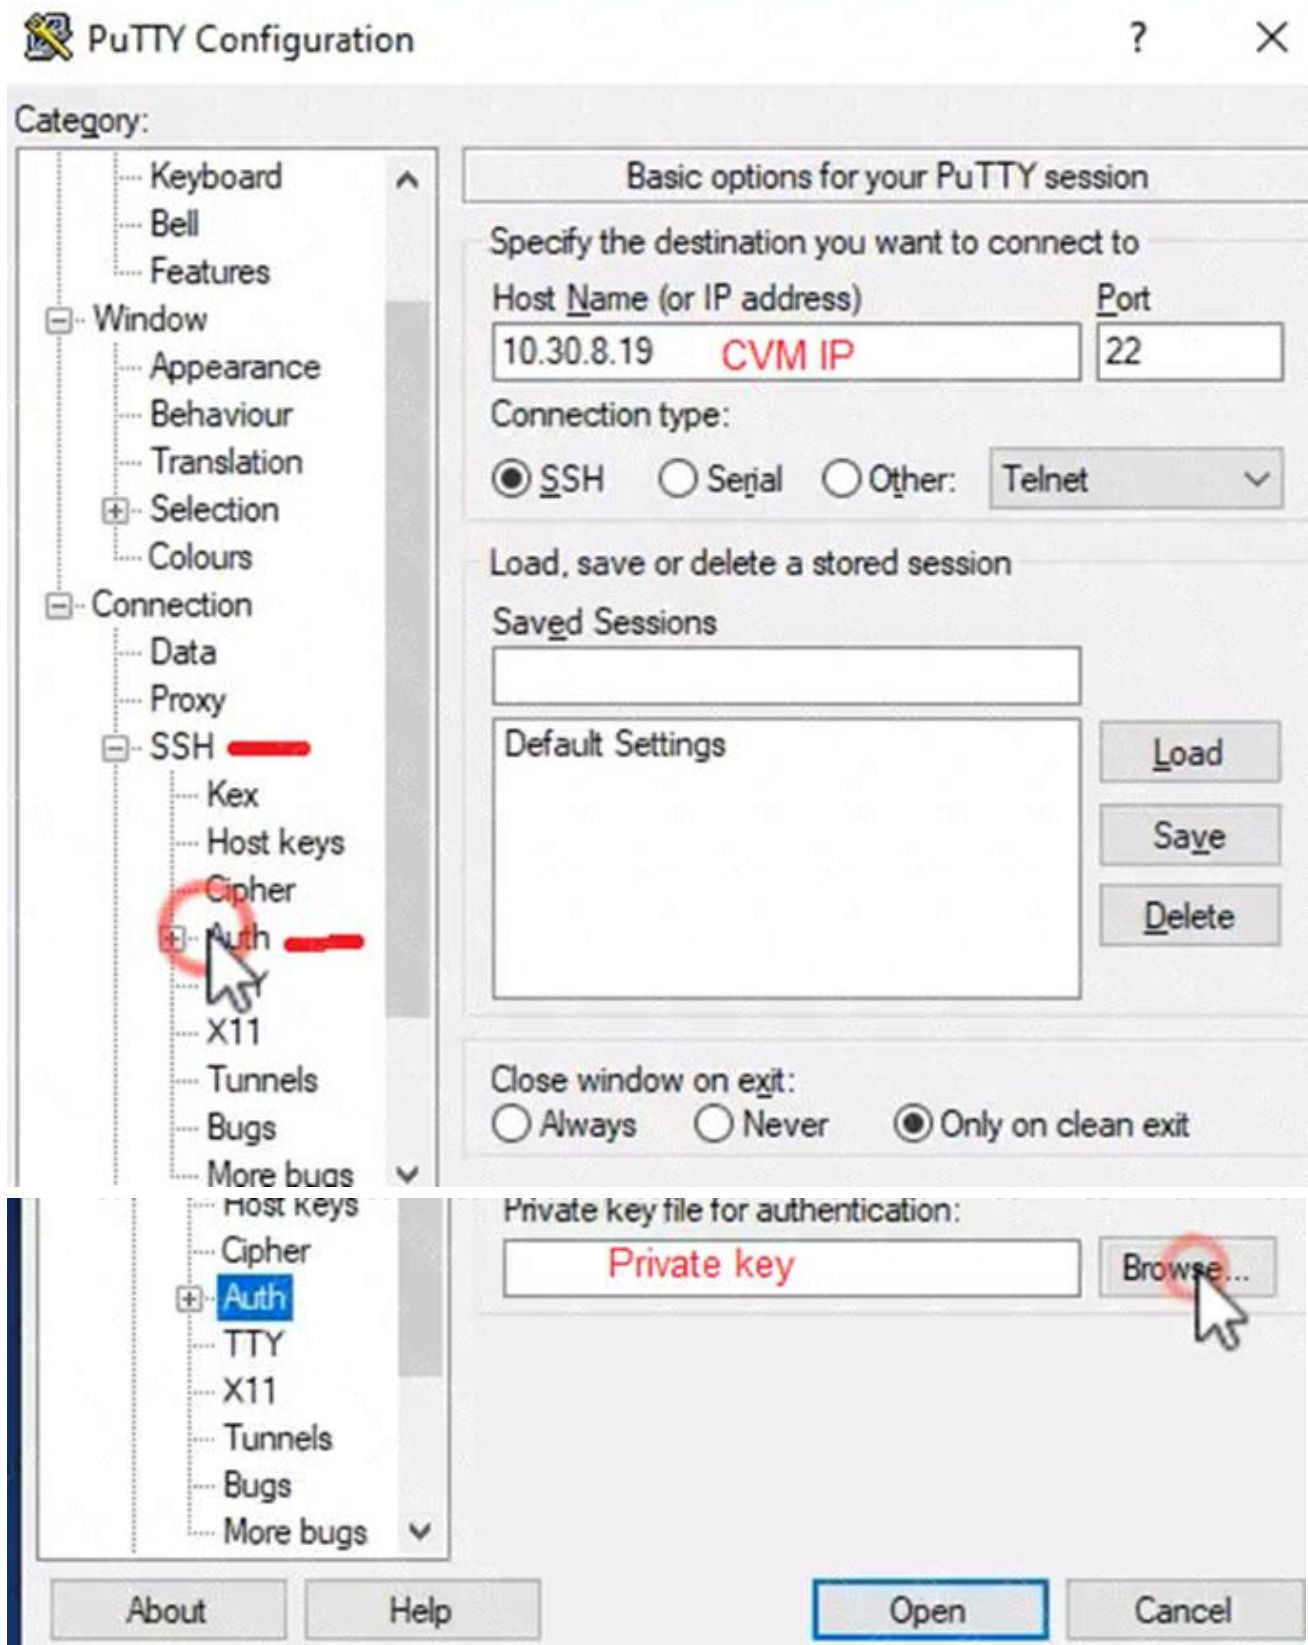 PuTTY Configuration
?
Category:
Keyboard
Bell
Features
Window
Appearance
Behaviour
Translation
Selection
Colours
Connection
Data
Proxy
SSH
Kex
Host keys
Cipher
Auth
X11
Tunnels
Bugs
More bugs
Basic options for your PuTTY session
Specify the destination you want to connect to
Host Name (or IP address)
Port
10.30.8.19 CVM IP
22
Connection type:
SSH Serial Other: Telnet
Load, save or delete a stored session
Saved Sessions
Default Settings
Load
Save
Delete
Close window on exit:
Always Never Only on clean exit
Host keys
Cipher
Auth
TTY
X11
Tunnels
Bugs
More bugs
Private key file for authentication:
Private key
Browse...
About Help Open Cancel